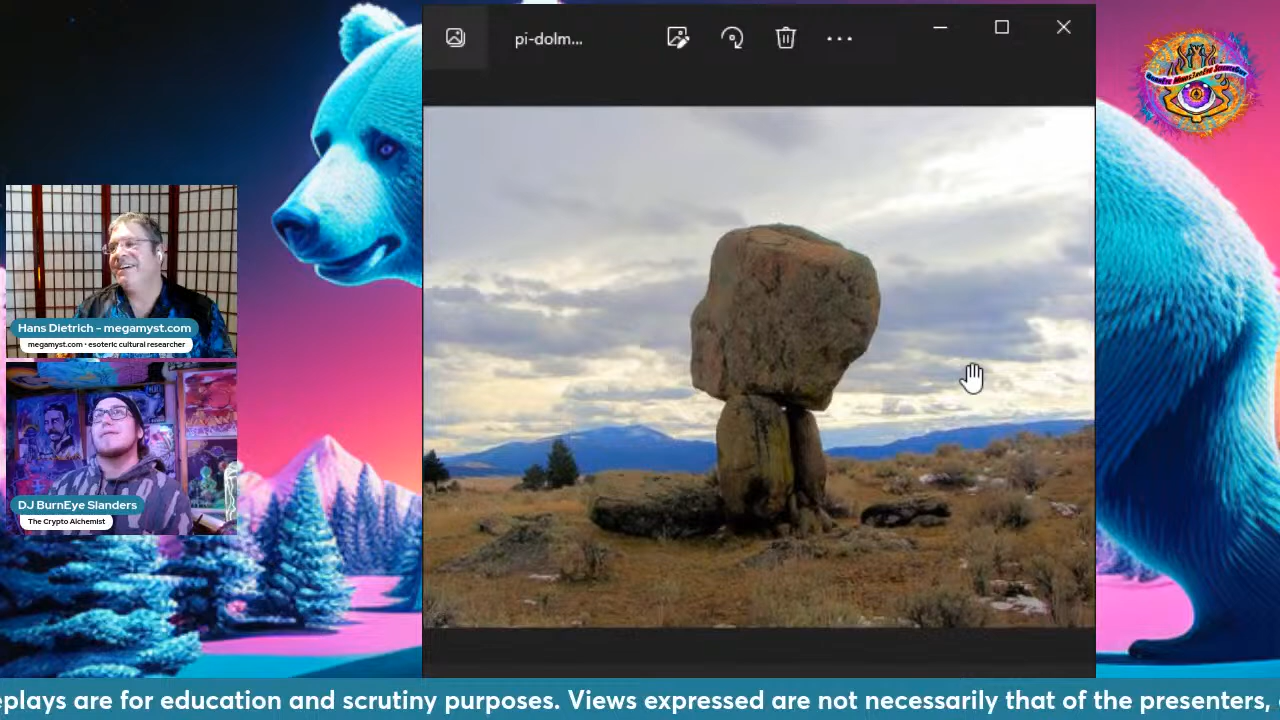 pi-dolm...
Hans Dietrich - megamyst.com
megamyst.com • esoteric cultural researcher
DJ BurnEye Slanders
The Crypto Alchemist
eplays are for education and scrutiny purposes. Views expressed are not necessarily that of the presenters,